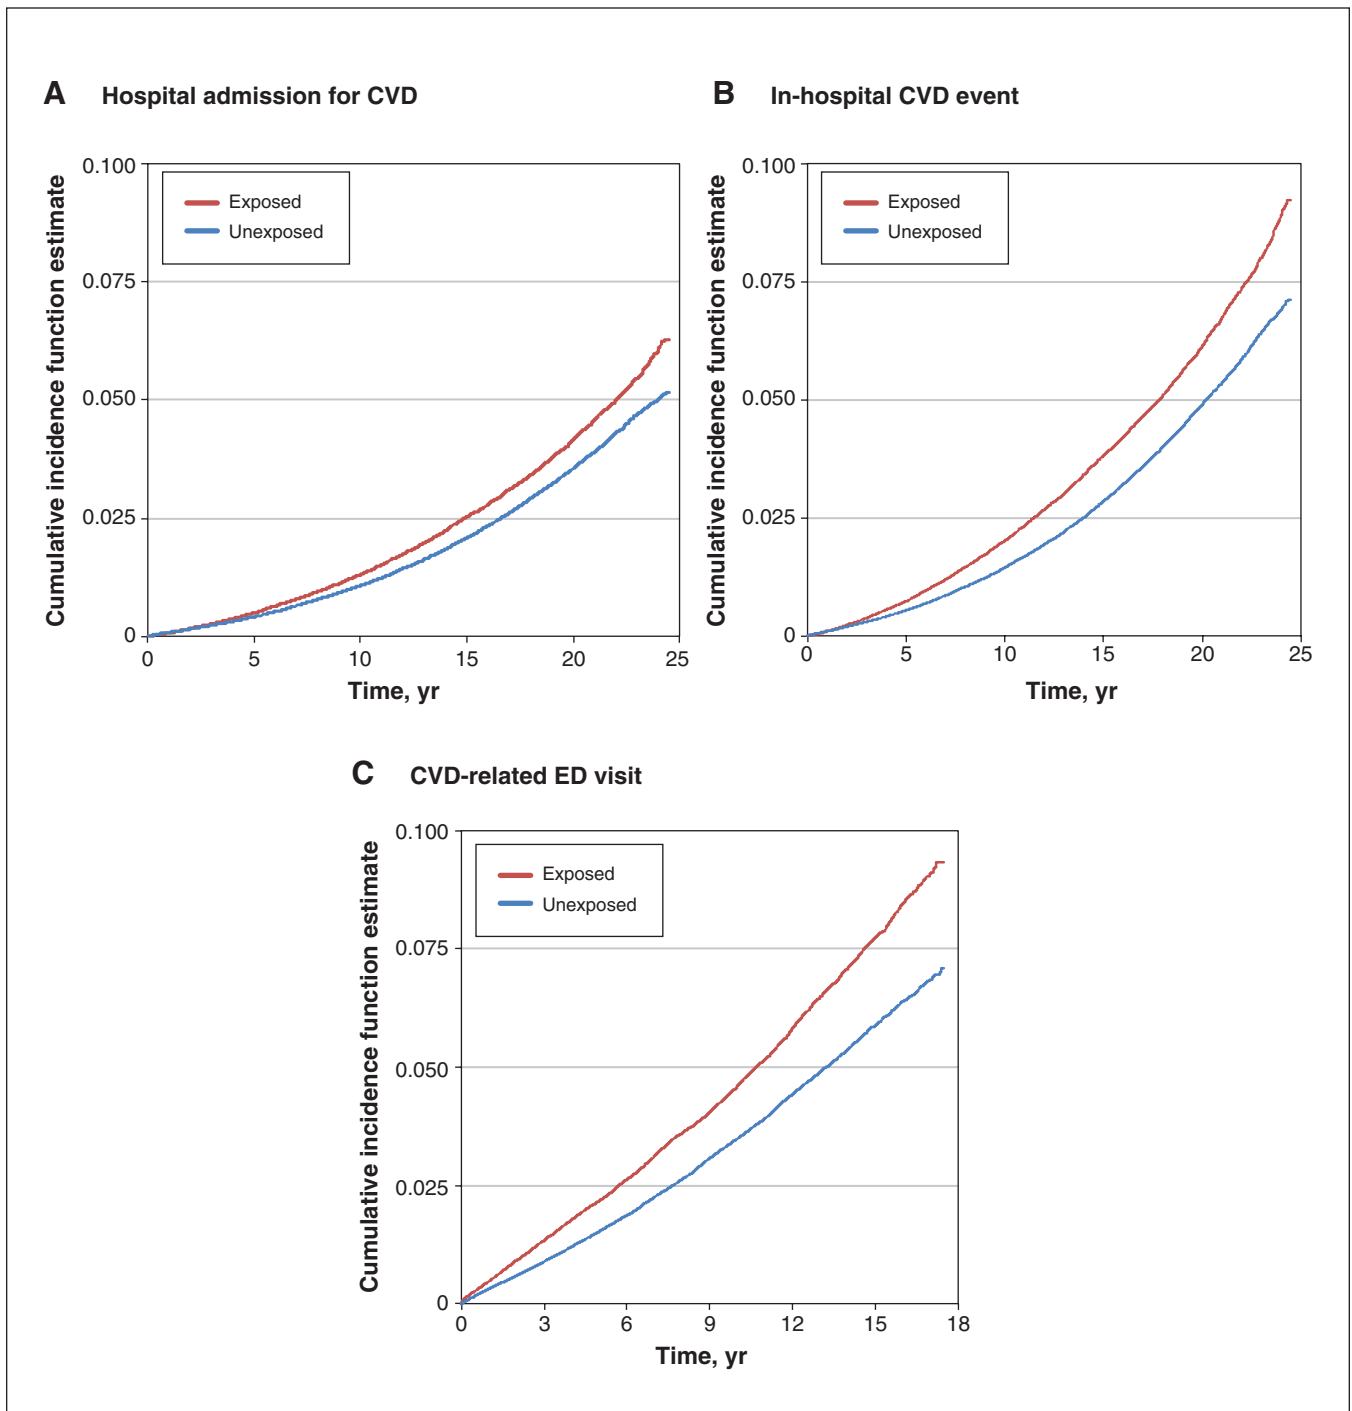 A Hospital admission for CVD
Cumulative incidence function estimate
0.100
0.075
0.050
0.025
0
Exposed
Unexposed
0 5 10 15 20 25
Time, yr
B In-hospital CVD event
Cumulative incidence function estimate
0.100
0.075
0.050
0.025
0
Exposed
Unexposed
0 5 10 15 20 25
Time, yr
C CVD-related ED visit
Cumulative incidence function estimate
0.100
0.075
0.050
0.025
0
Exposed
Unexposed
0 3 6 9 12 15 18
Time, yr